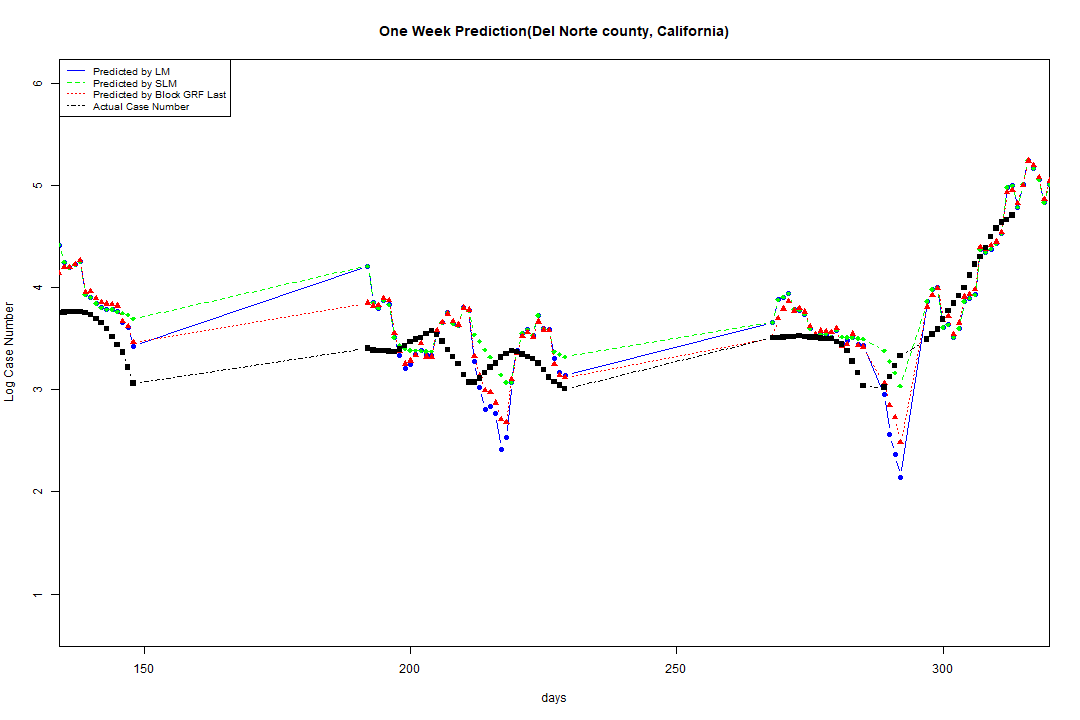 One Week Prediction(Del Norte county, California)
Predicted by LM
Predicted by SLM
Predicted by Block GRF Last
Actual Case Number
Log Case Number
6
5
4
3
2
1
150
200
250
300
days